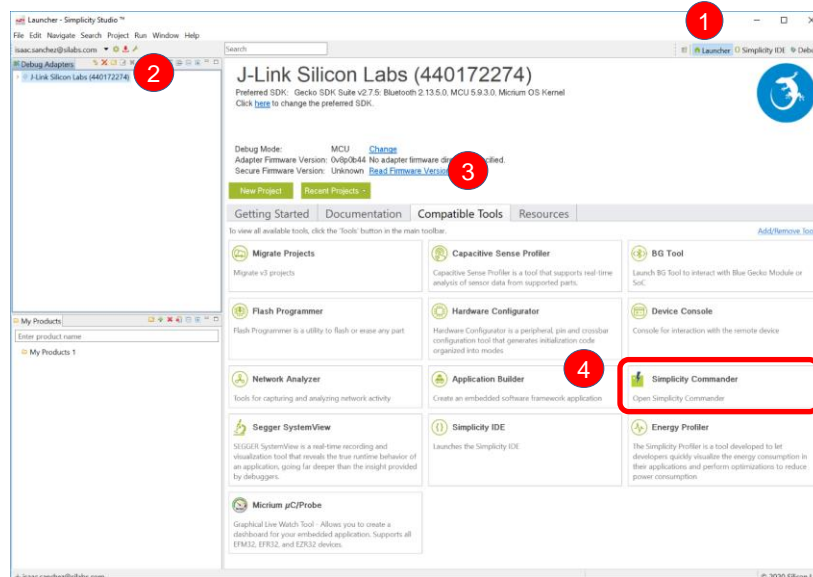 Launcher - Simplicity Studio ™
1
File Edit Navigate Search Project Run Window Help
isaac.sanchez@silabs.com
Search
Launcher Simplicity IDE
Debug Adapters
2
J-Link Silicon Labs (440172274)
J-Link Silicon Labs (440172274)
Preferred SDK: Gecko SDK Suite v2.7.5: Bluetooth 2.13.5.0, MCU 5.9.3.0, Micrium OS Kernel
Click here to change the preferred SDK.
Debug Mode: MCU Change
Adapter Firmware Version: 0v8p0b44 No adapter firmware
Secure Firmware Version: Unknown Read Firmware Version
3
New Project Recent Projects
Getting Started Documentation Compatible Tools Resources
To view all available tools, click the 'Tools' button in the main toolbar.
Add/Remove
Migrate Projects
Migrate v3 projects
Capacitive Sense Profiler
Capacitive Sense Profiler is a tool that supports real-time
analysis of sensor data from supported parts.
BG Tool
Launch BG Tool to interact with Blue Gecko Module or
SoC
Flash Programmer
Flash Programmer is a utility to flash or erase any part
Hardware Configurator
Hardware Configurator is a peripheral, pin and crossbar
configuration tool that generates initialization code
organized into modes
Device Console
Console for interaction with the remote device
My Products
Enter product name
My Products 1
4
Network Analyzer
Tools for capturing and analyzing network activity
Application Builder
Create an embedded software framework application
Simplicity Commander
Open Simplicity Commander
Segger SystemView
SEGGER SystemView is a real-time recording and
visualization tool that reveals the true runtime behavior of
an application, going far deeper than the insight provided
by debuggers.
Simplicity IDE
Launches the Simplicity IDE
Energy Profiler
The Simplicity Profiler is a tool developed to let
developers quickly visualize the energy consumption in
their applications and perform optimizations to reduce
power consumption
Micrium µC/Probe
Graphical Live Watch Tool - Allows you to create a
dashboard for your embedded application. Supports all
EFM32, EFR32, and EZR32 devices.
isaac.sanchez@silabs.com
© 2020 Silicon